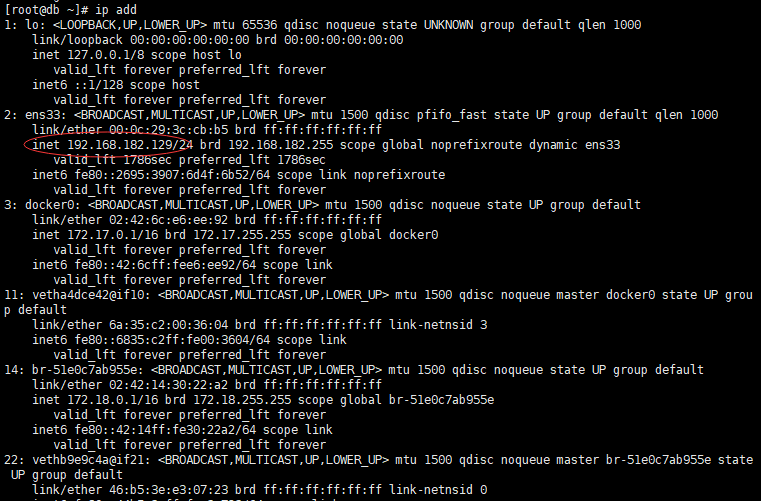 [root@db ~]# ip add
1: lo: <LOOPBACK,UP,LOWER_UP> mtu 65536 qdisc noqueue state UNKNOWN group default qlen 1000
link/loopback 00:00:00:00:00:00 brd 00:00:00:00:00:00
inet 127.0.0.1/8 scope host lo
valid_lft forever preferred_lft forever
inet6 ::1/128 scope host
valid_lft forever preferred_lft forever
2: ens33: <BROADCAST,MULTICAST,UP,LOWER_UP> mtu 1500 qdisc pfifo_fast state UP group default qlen 1000
link/ether 00:0c:29:3c:cb:b5 brd ff:ff:ff:ff:ff:ff
inet 192.168.182.129/24 brd 192.168.182.255 scope global noprefixroute dynamic ens33
valid_lft 1786sec preferred_lft 1786sec
inet6 fe80::2695:3907:6d4f:6b52/64 scope link noprefixroute
valid_lft forever preferred_lft forever
3: docker0: <BROADCAST,MULTICAST,UP,LOWER_UP> mtu 1500 qdisc noqueue state UP group default
link/ether 02:42:6c:e6:ee:92 brd ff:ff:ff:ff:ff:ff
inet 172.17.0.1/16 brd 172.17.255.255 scope global docker0
valid_lft forever preferred_lft forever
inet6 fe80::42:6cff:fee6:ee92/64 scope link
valid_lft forever preferred_lft forever
11: vetha4dce42@if10: <BROADCAST,MULTICAST,UP,LOWER_UP> mtu 1500 qdisc noqueue master docker0 state UP grou
p default
link/ether 6a:35:c2:00:36:04 brd ff:ff:ff:ff:ff:ff link-netnsid 3
inet6 fe80::6835:c2ff:fe00:3604/64 scope link
valid_lft forever preferred_lft forever
14: br-51e0c7ab955e: <BROADCAST,MULTICAST,UP,LOWER_UP> mtu 1500 qdisc noqueue state UP group default
link/ether 02:42:14:30:22:a2 brd ff:ff:ff:ff:ff:ff
inet 172.18.0.1/16 brd 172.18.255.255 scope global br-51e0c7ab955e
valid_lft forever preferred_lft forever
inet6 fe80::42:14ff:fe30:22a2/64 scope link
valid_lft forever preferred_lft forever
22: vethb9e9c4a@if21: <BROADCAST,MULTICAST,UP,LOWER_UP> mtu 1500 qdisc noqueue master br-51e0c7ab955e state
UP group default
link/ether 46:b5:3e:e3:07:23 brd ff:ff:ff:ff:ff:ff link-netnsid 0